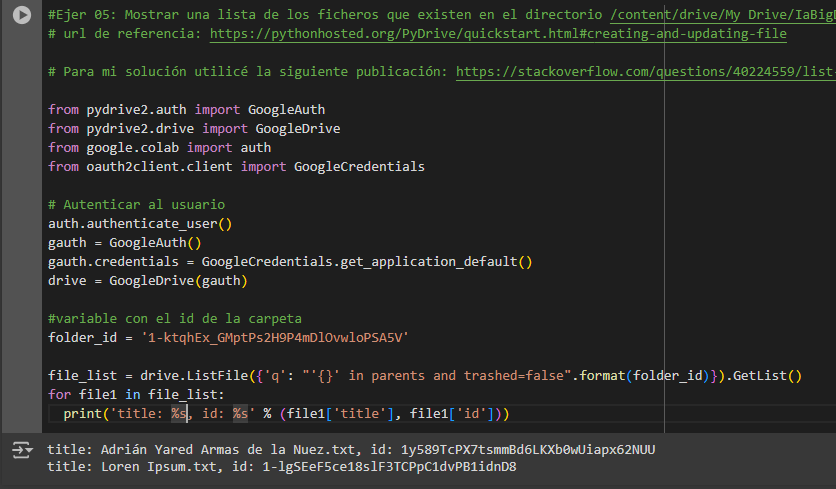 #Ejer 05: Mostrar una lista de los ficheros que existen en el directorio /content/drive/My Drive/IaBigD
# url de referencia: https://pythonhosted.org/PyDrive/quickstart.html#creating-and-updating-file
# Para mi solución utilicé la siguiente publicación: https://stackoverflow.com/questions/40224559/list-
from pydrive2.auth import GoogleAuth
from pydrive2.drive import GoogleDrive
from google.colab import auth
from oauth2client.client import GoogleCredentials
# Autenticar al usuario
auth.authenticate_user()
gauth = GoogleAuth()
gauth.credentials = GoogleCredentials.get_application_default()
drive = GoogleDrive(gauth)
#variable con el id de la carpeta
folder_id = '1-ktqhEx_GMptPs2H9P4mDlOvwloPSA5V'
file_list = drive.ListFile({'q': "'{}' in parents and trashed=false".format(folder_id)}).GetList()
for file1 in file_list:
  print('title: %s, id: %s' % (file1['title'], file1['id']))
title: Adrián Yared Armas de la Nuez.txt, id: 1y589TcPX7tsmmBd6LKXb0wUiapx62NUU
title: Loren Ipsum.txt, id: 1-lgSEeF5ce18slF3TCPpC1dvPB1idnD8